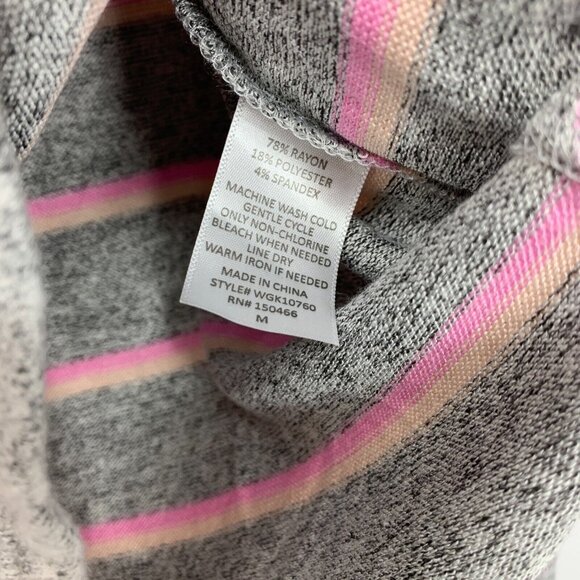 78% RAYON
18% POLYESTER
4% SPANDEX
MACHINE WASH COLD
GENTLE CYCLE
ONLY NON-CHLORINE
BLEACH WHEN NEEDED
LINE DRY
WARM IRON IF NEEDED
MADE IN CHINA
STYLE# WGK10760
RN# 150466
M